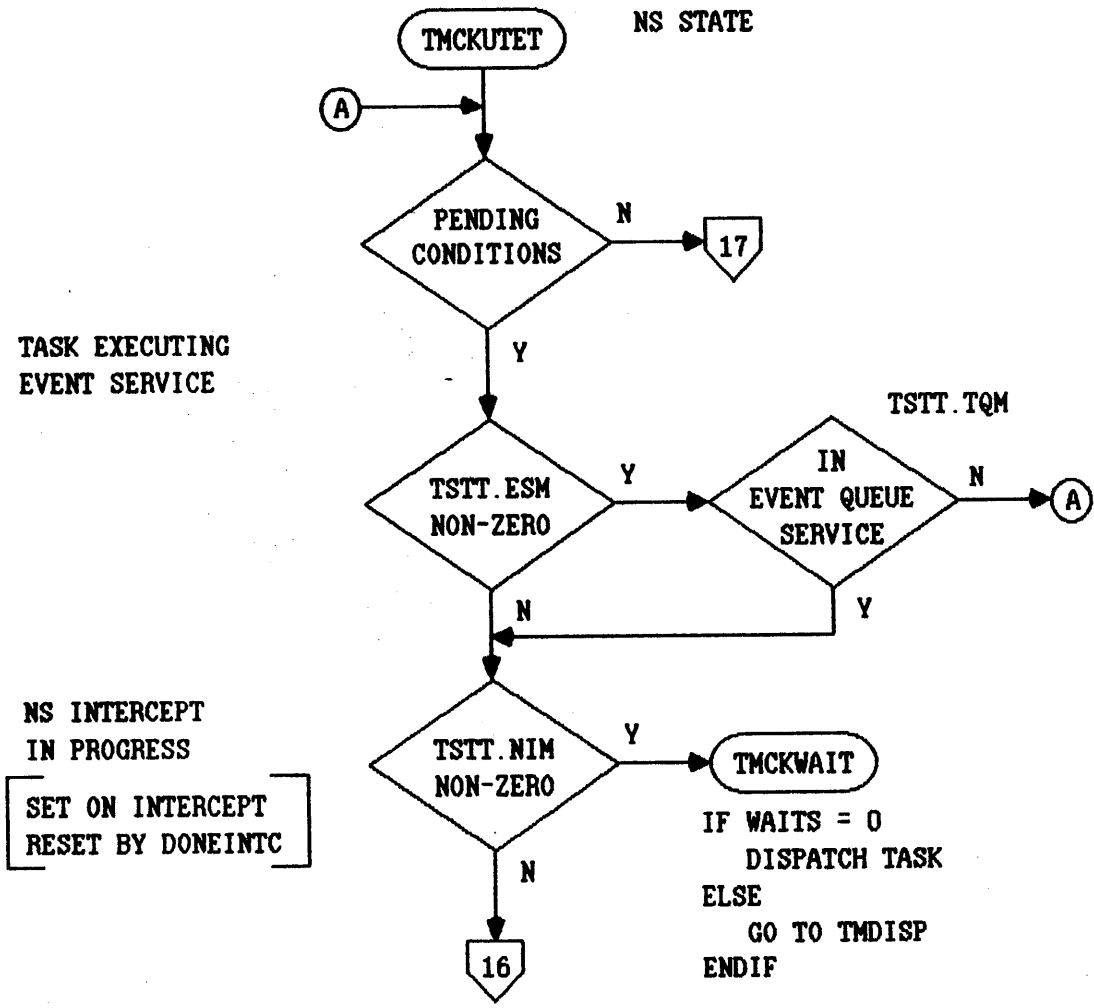 TMCKUTET
NS STATE
A
PENDING
CONDITIONS
N
17
Y
TASK EXECUTING
EVENT SERVICE
TSTT.TQM
TSTT.ESM
NON-ZERO
Y
IN
EVENT QUEUE
SERVICE
N
A
N
Y
NS INTERCEPT
IN PROGRESS
SET ON INTERCEPT
RESET BY DONEINTC
TSTT.NIM
NON-ZERO
Y
TMCKWAIT
IF WAITS = 0
DISPATCH TASK
ELSE
GO TO TMDISP
ENDIF
N
16